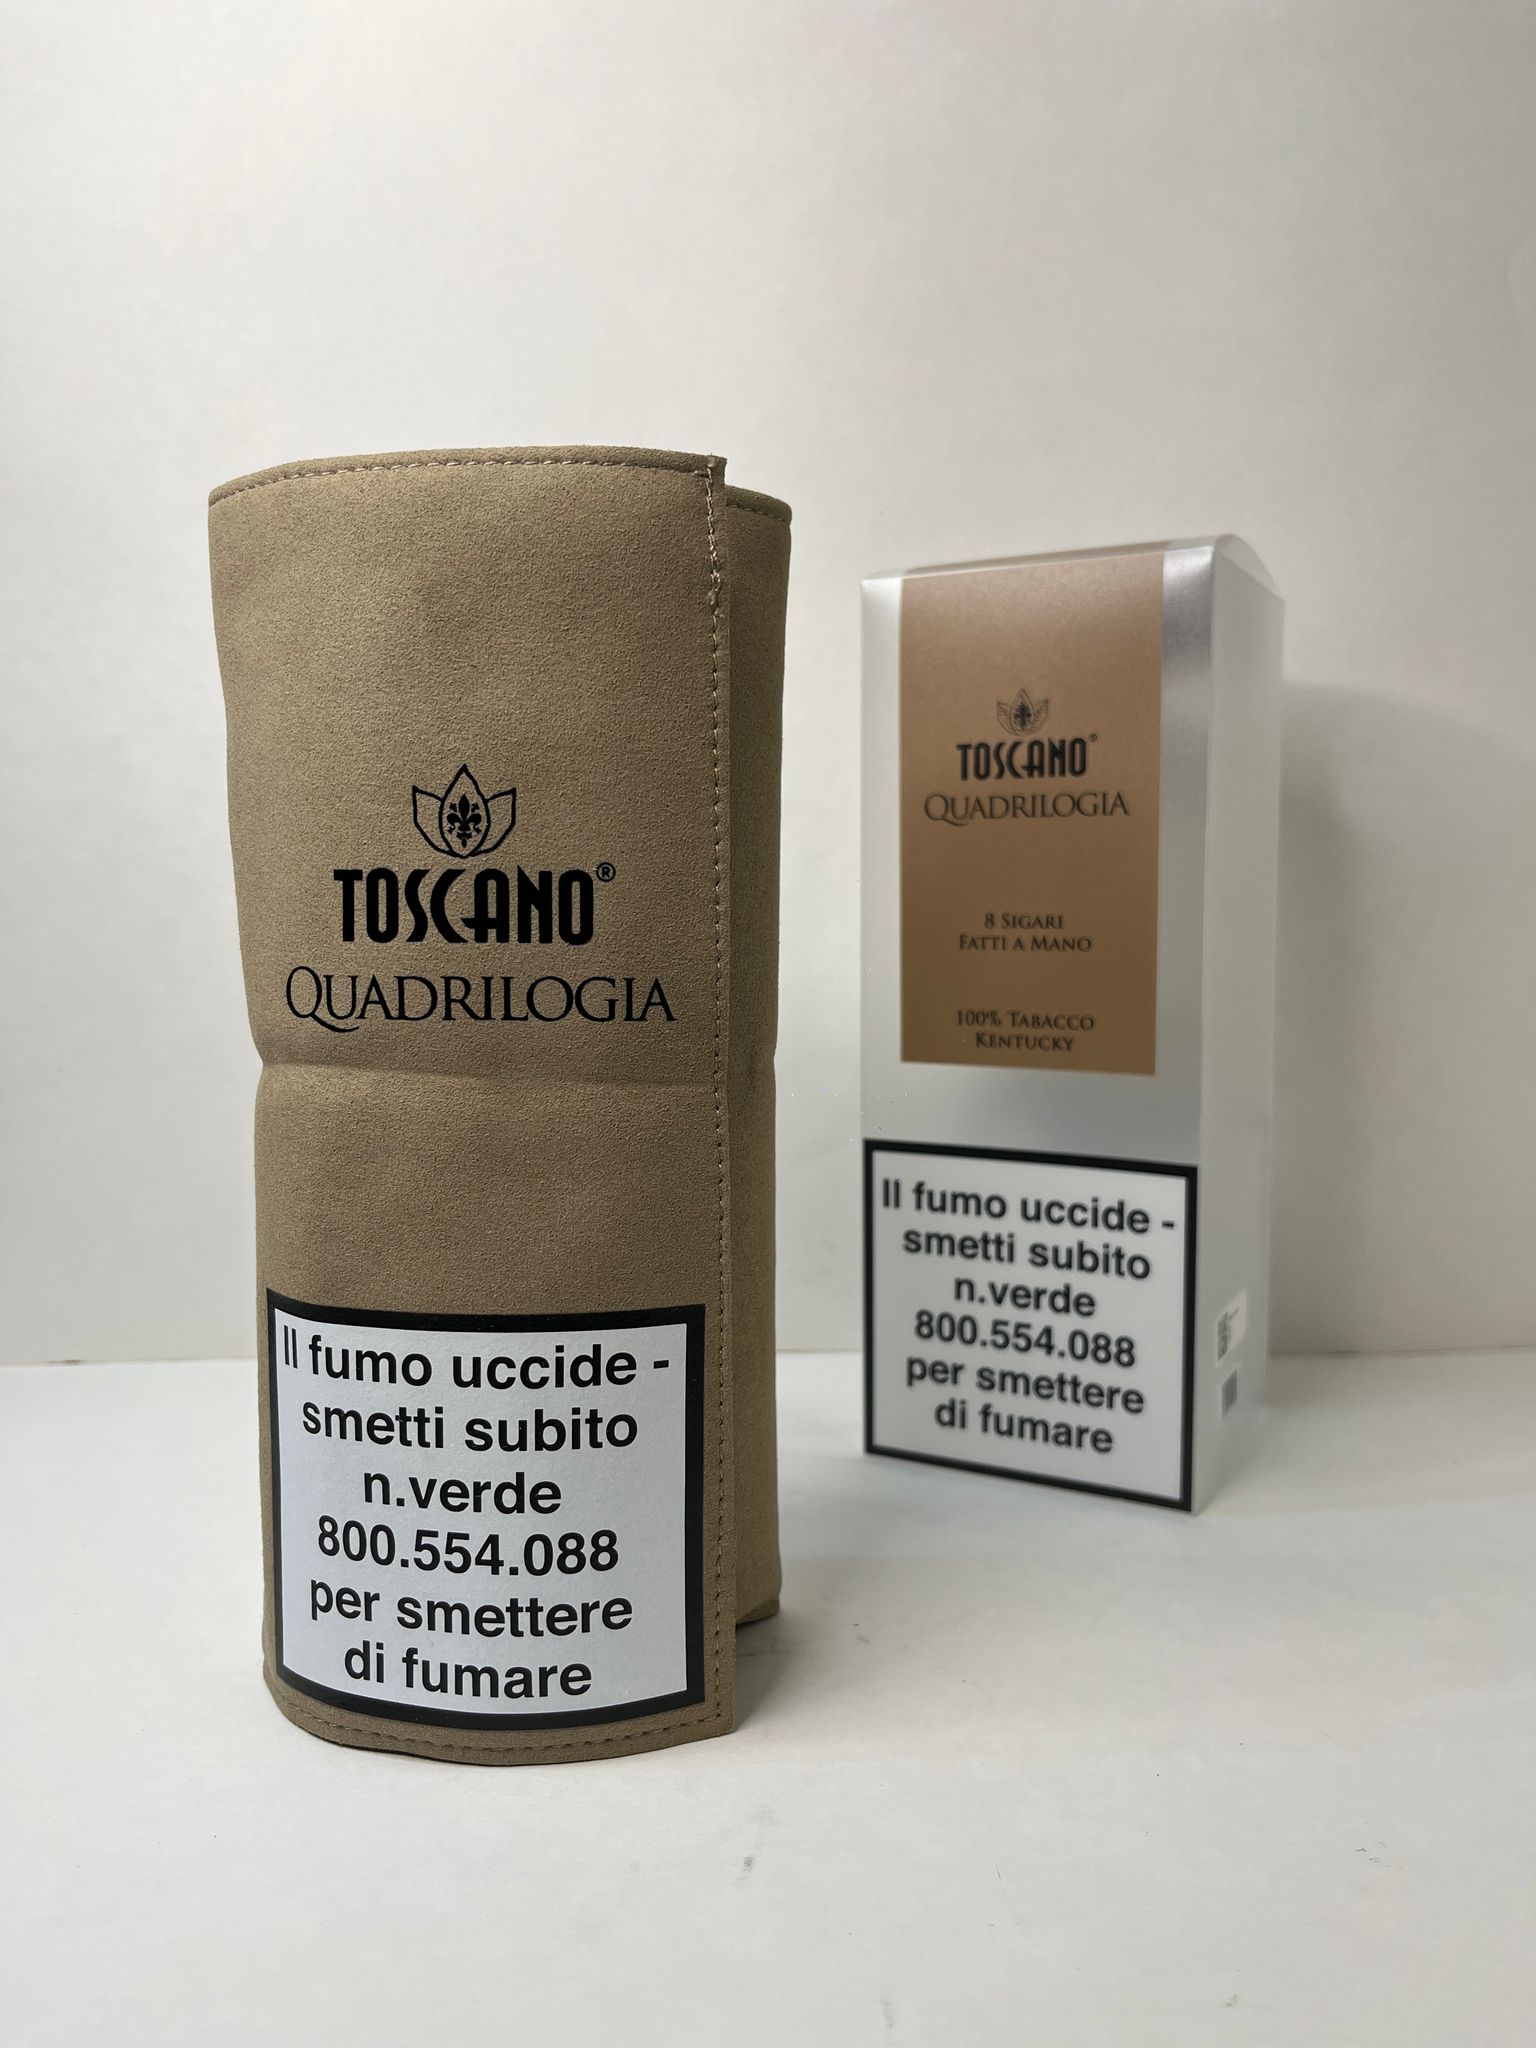 TOSCANO®
QUADRILOGIA
Il fumo uccide -
smetti subito
n.verde
800.554.088
per smettere
di fumare
TOSCANO®
QUADRILOGIA
8 SIGARI
FATTI A MANO
100% TABACCO
KENTUCKY
Il fumo uccide -
smetti subito
n.verde
800.554.088
per smettere
di fumare